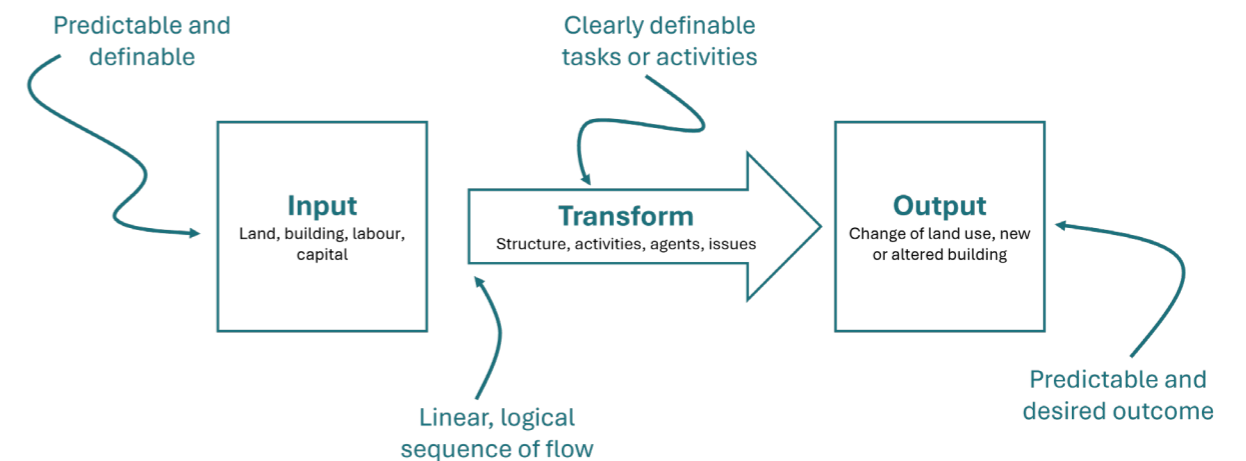 Predictable and
definable
Clearly definable
tasks or activities
Input
Land, building, labour,
capital
Transform
Structure, activities, agents, issues
Output
Change of land use, new
or altered building
Linear, logical
sequence of flow
Predictable and
desired outcome